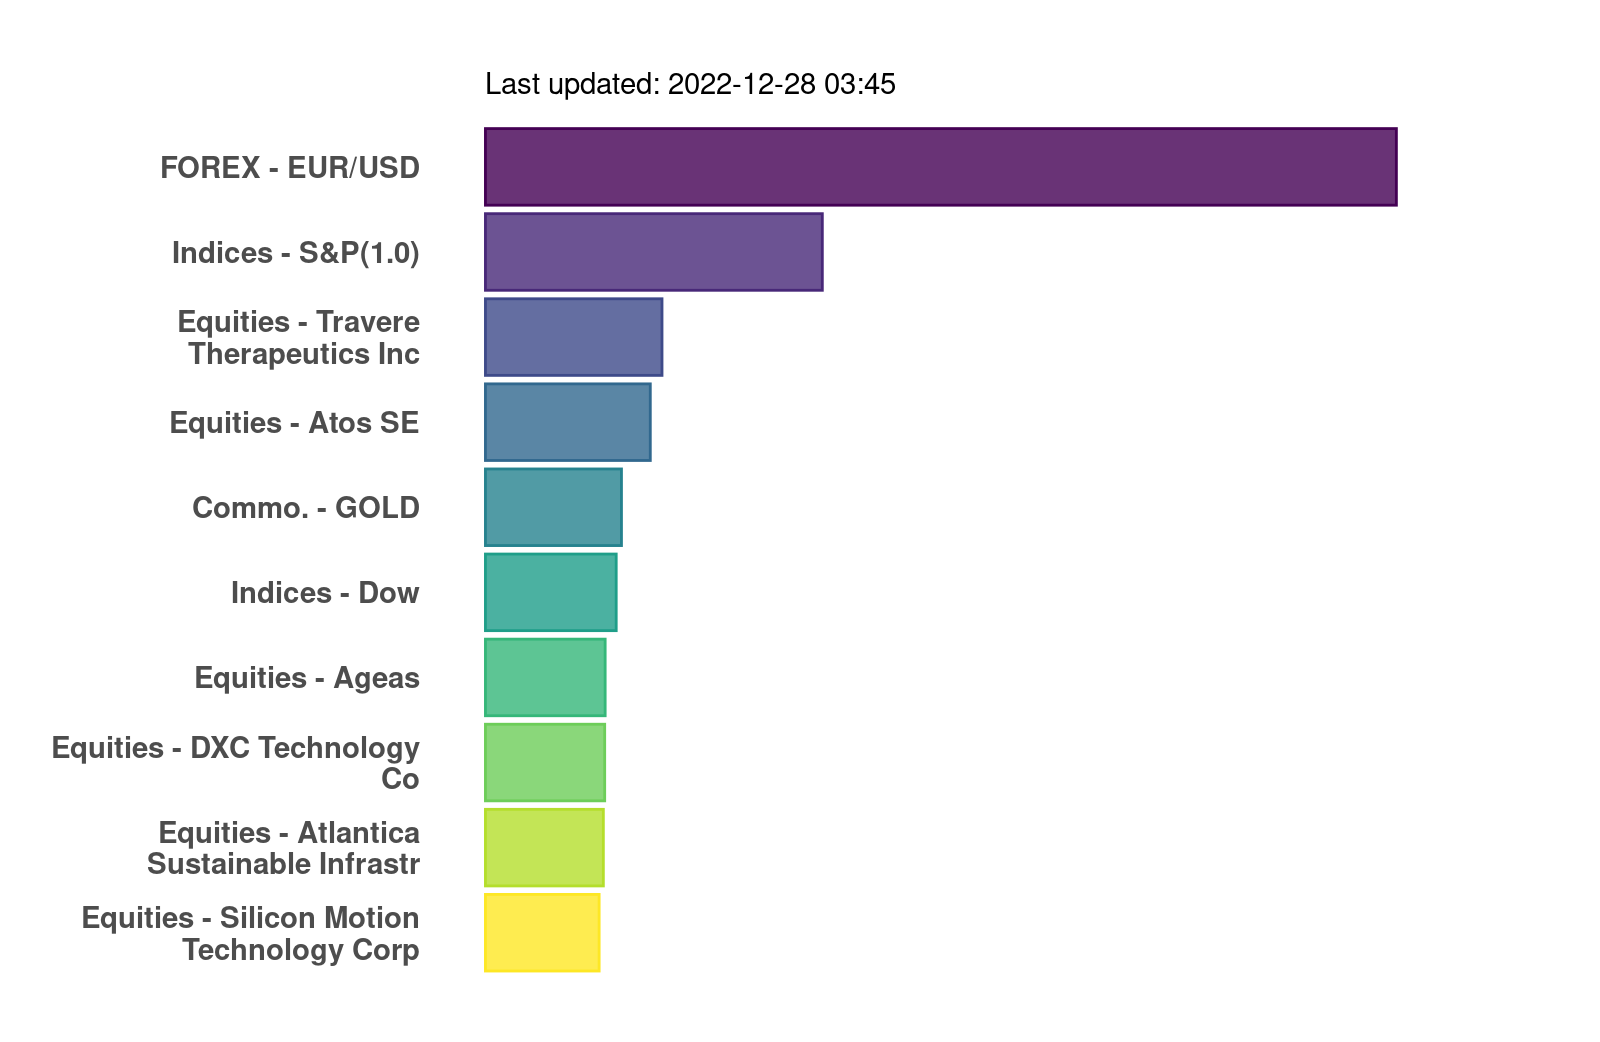 Last updated: 2022-12-28 03:45
FOREX - EUR/USD
Indices - S&P(1.0)
Equities - Travere
Therapeutics Inc
Equities - Atos SE
Commo. - GOLD
Indices - Dow
Equities - Ageas
Equities - DXC Technology
Co
Equities - Atlantica
Sustainable Infrastr
Equities - Silicon Motion
Technology Corp